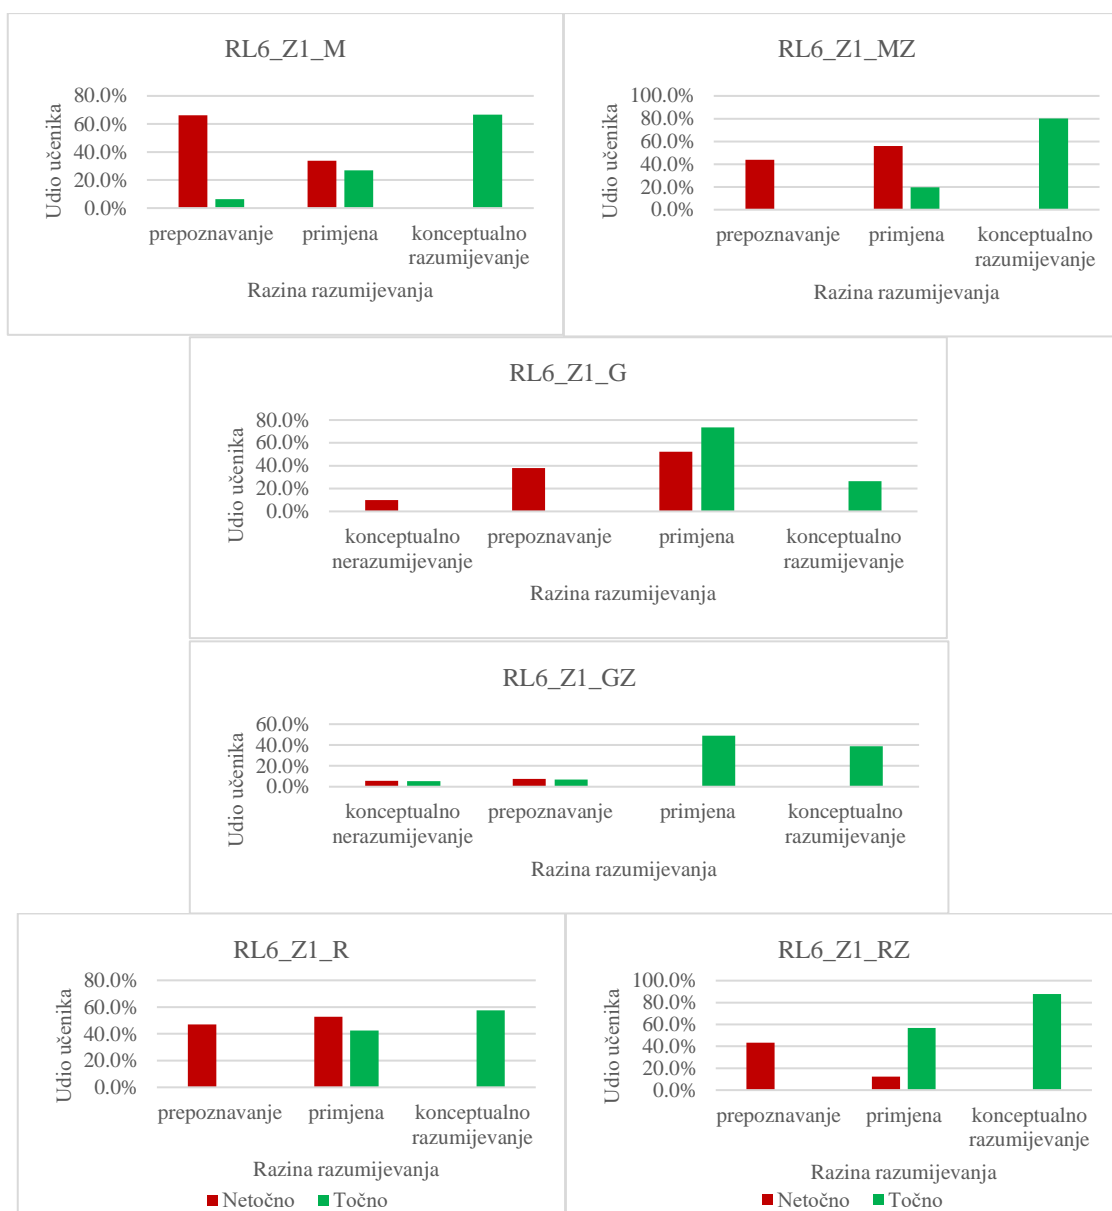 RL6_Z1_M
Udio učenika
80.0%
60.0%
40.0%
20.0%
0.0%
prepoznavanje primjena konceptualno
razumijevanje
Razina razumijevanja
RL6_Z1_MZ
Udio učenika
100.0%
80.0%
60.0%
40.0%
20.0%
0.0%
prepoznavanje primjena konceptualno
razumijevanje
Razina razumijevanja
RL6_Z1_G
Udio učenika
80.0%
60.0%
40.0%
20.0%
0.0%
konceptualno prepoznavanje primjena konceptualno
nerazumijevanje razumijevanje
Razina razumijevanja
RL6_Z1_GZ
Udio učenika
60.0%
40.0%
20.0%
0.0%
konceptualno prepoznavanje primjena konceptualno
nerazumijevanje razumijevanje
Razina razumijevanja
RL6_Z1_R
Udio učenika
80.0%
60.0%
40.0%
20.0%
0.0%
prepoznavanje primjena konceptualno
razumijevanje
Razina razumijevanja
Netočno Točno
RL6_Z1_RZ
Udio učenika
100.0%
80.0%
60.0%
40.0%
20.0%
0.0%
prepoznavanje primjena konceptualno
razumijevanje
Razina razumijevanja
Netočno Točno